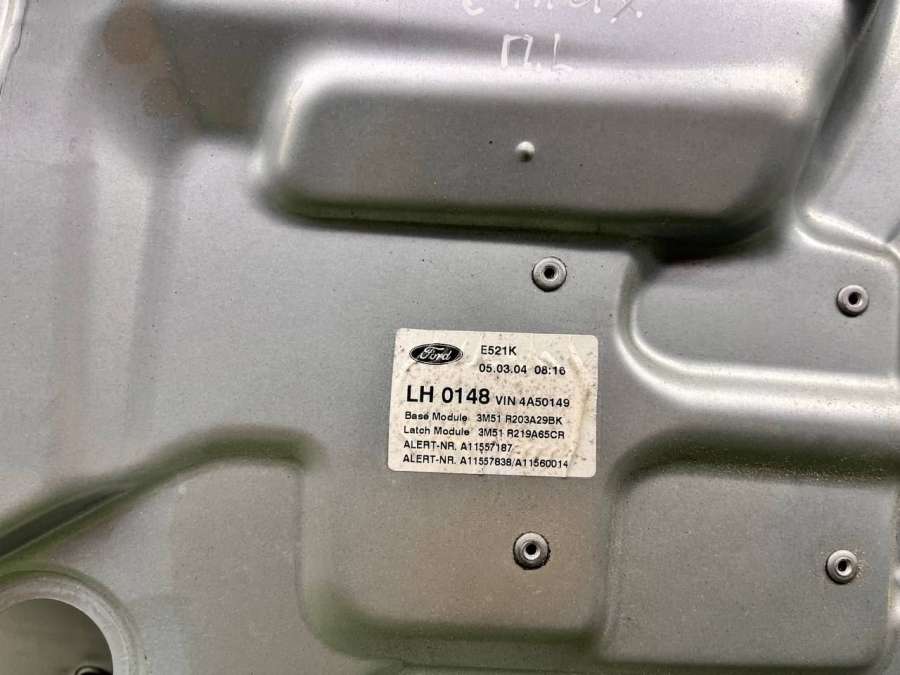 П.Ь
Ford E521K
05.03.04 08:16
LH 0148 VIN 4A50149
Base Module 3M51 R203A29BK
Latch Module 3M51 R219A65CR
ALERT-NR. A11557187
ALERT-NR. A11557838/A11560014